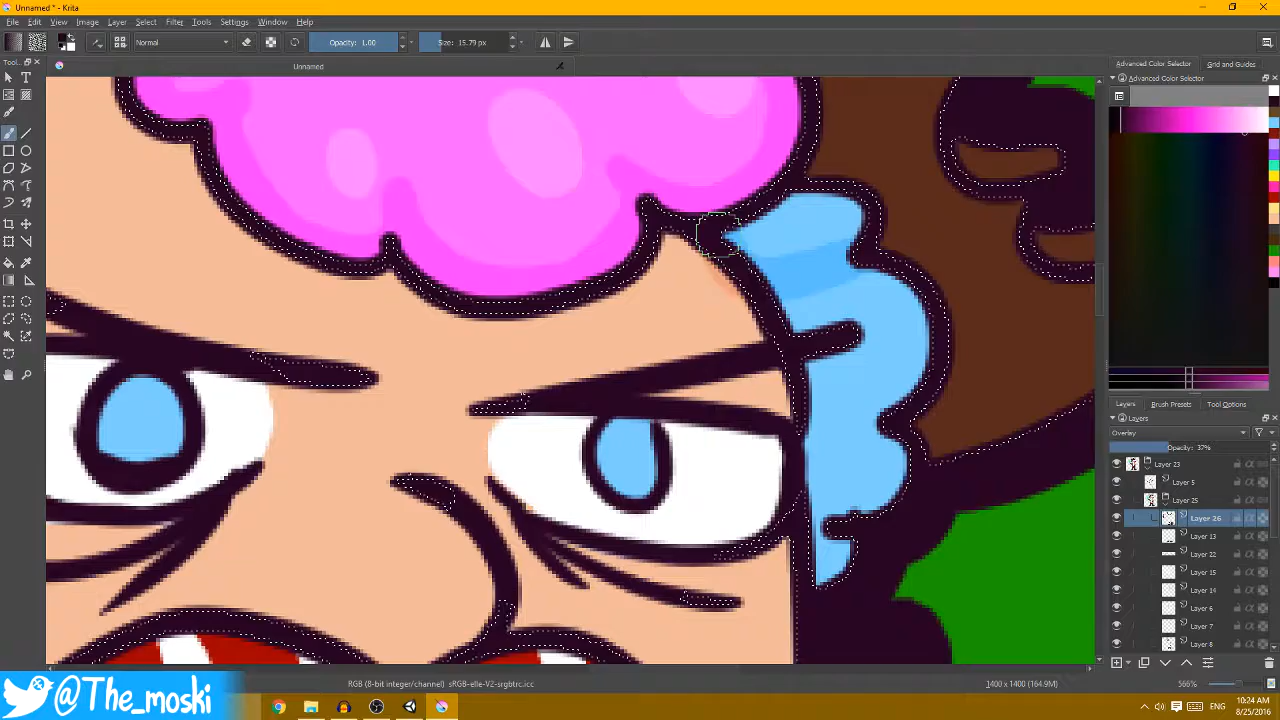 Unnamed * - Krita
File Edit View Image Layer Select Filter Tools Settings Window Help
Normal Opacity: 1.00 Size: 15.79 px
Tool... Unnamed Advanced Color Selector Grid and Guides
Advanced Color Selector
Layers Brush Presets Tool Options
Layers
Overlay
Opacity: 37%
Layer 23
Layer 5
Layer 25
Layer 26
Layer 13
Layer 22
Layer 15
Layer 14
Layer 6
Layer 7
Layer 8
RGB (8-bit integer/channel) sRGB-elle-V2-srgbtrc.icc 1400 x 1400 (164.9M) 566%
@The_moski
ENG
10:24 AM
8/25/2016